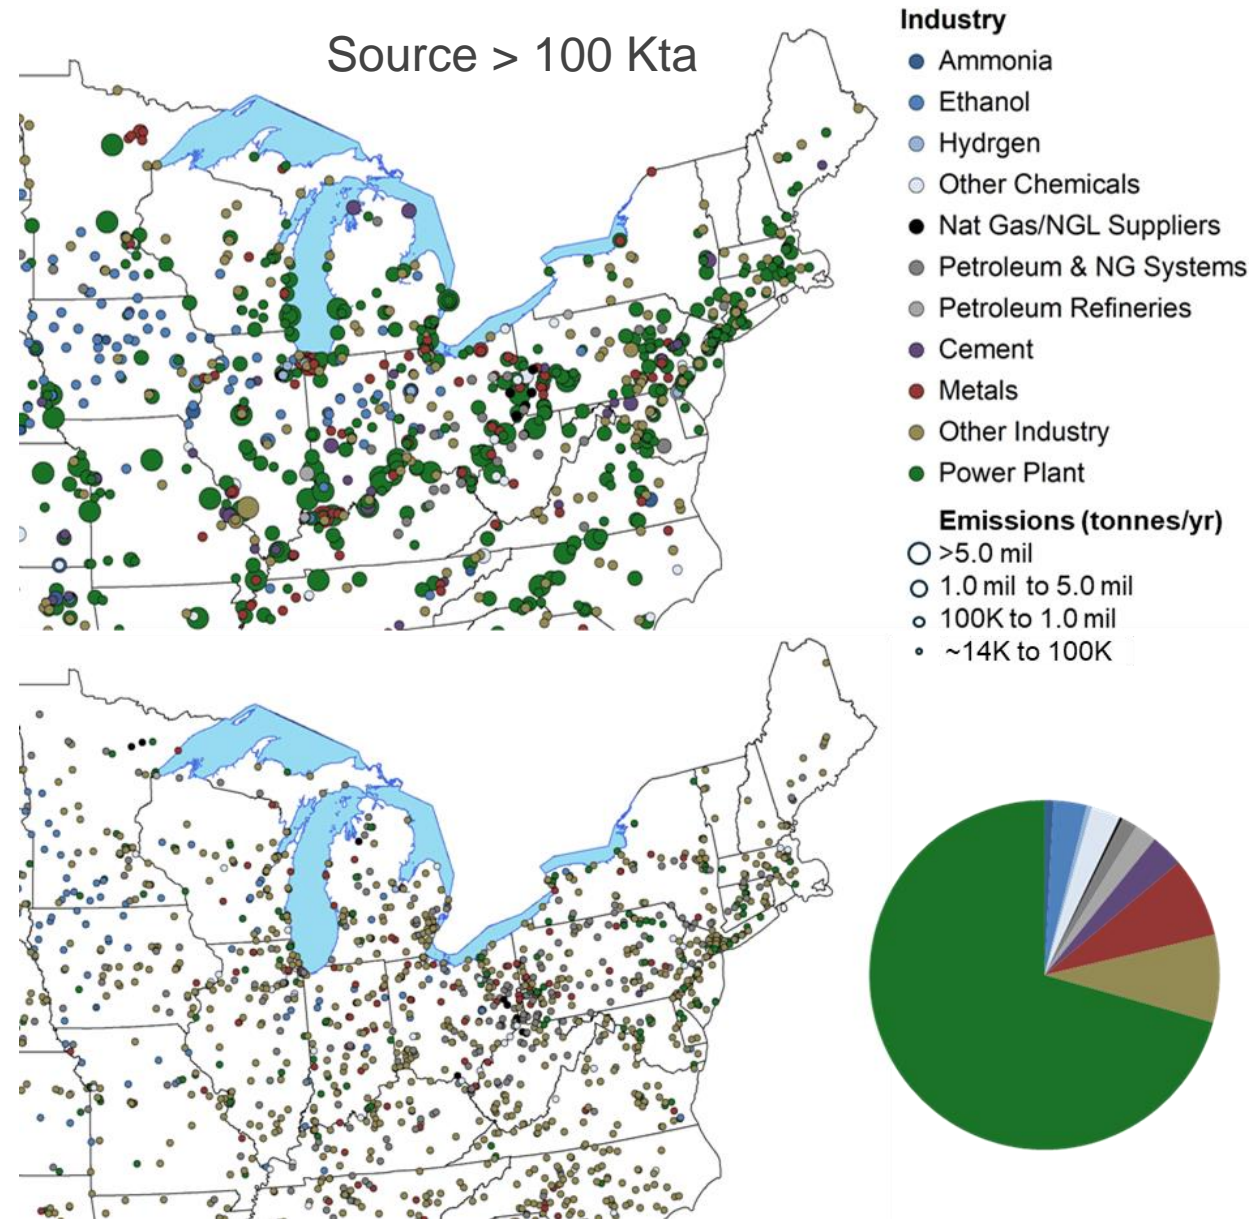 Source > 100 Kta
Industry
Ammonia
Ethanol
Hydrgen
Other Chemicals
Nat Gas/NGL Suppliers
Petroleum & NG Systems
Petroleum Refineries
Cement
Metals
Other Industry
Power Plant
Emissions (tonnes/yr)
>5.0 mil
1.0 mil to 5.0 mil
100K to 1.0 mil
~14K to 100K